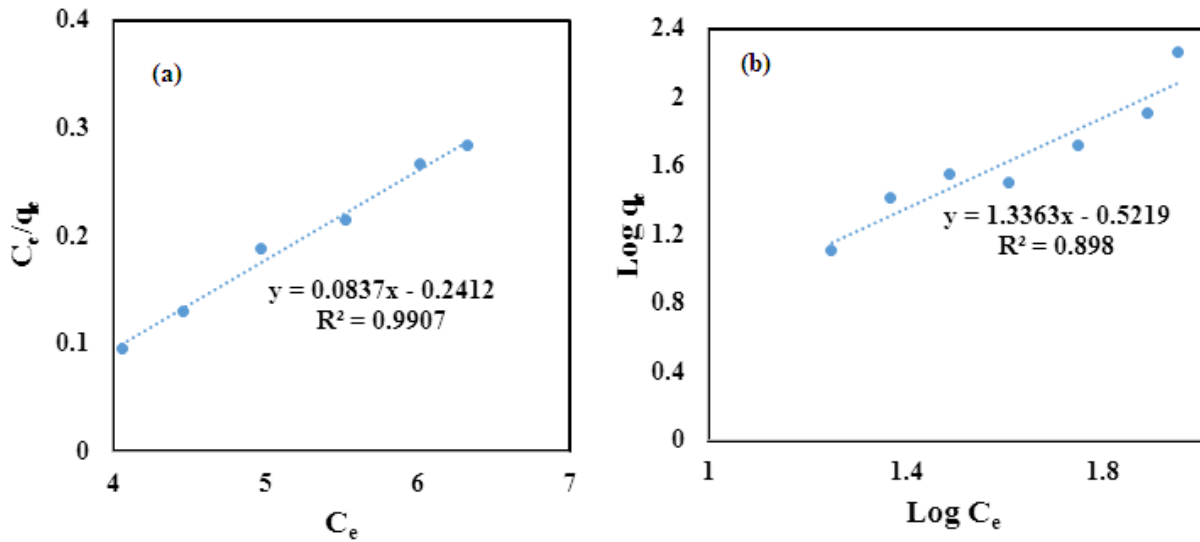 0.4
(a)
0.3
0.2
0.1
0
Cₑ/qₑ
y = 0.0837x - 0.2412
R² = 0.9907
4 5 6 7
Cₑ
2.4
(b)
2
1.6
1.2
0.8
0.4
0
Log qₑ
y = 1.3363x - 0.5219
R² = 0.898
1 1.4 1.8
Log Cₑ